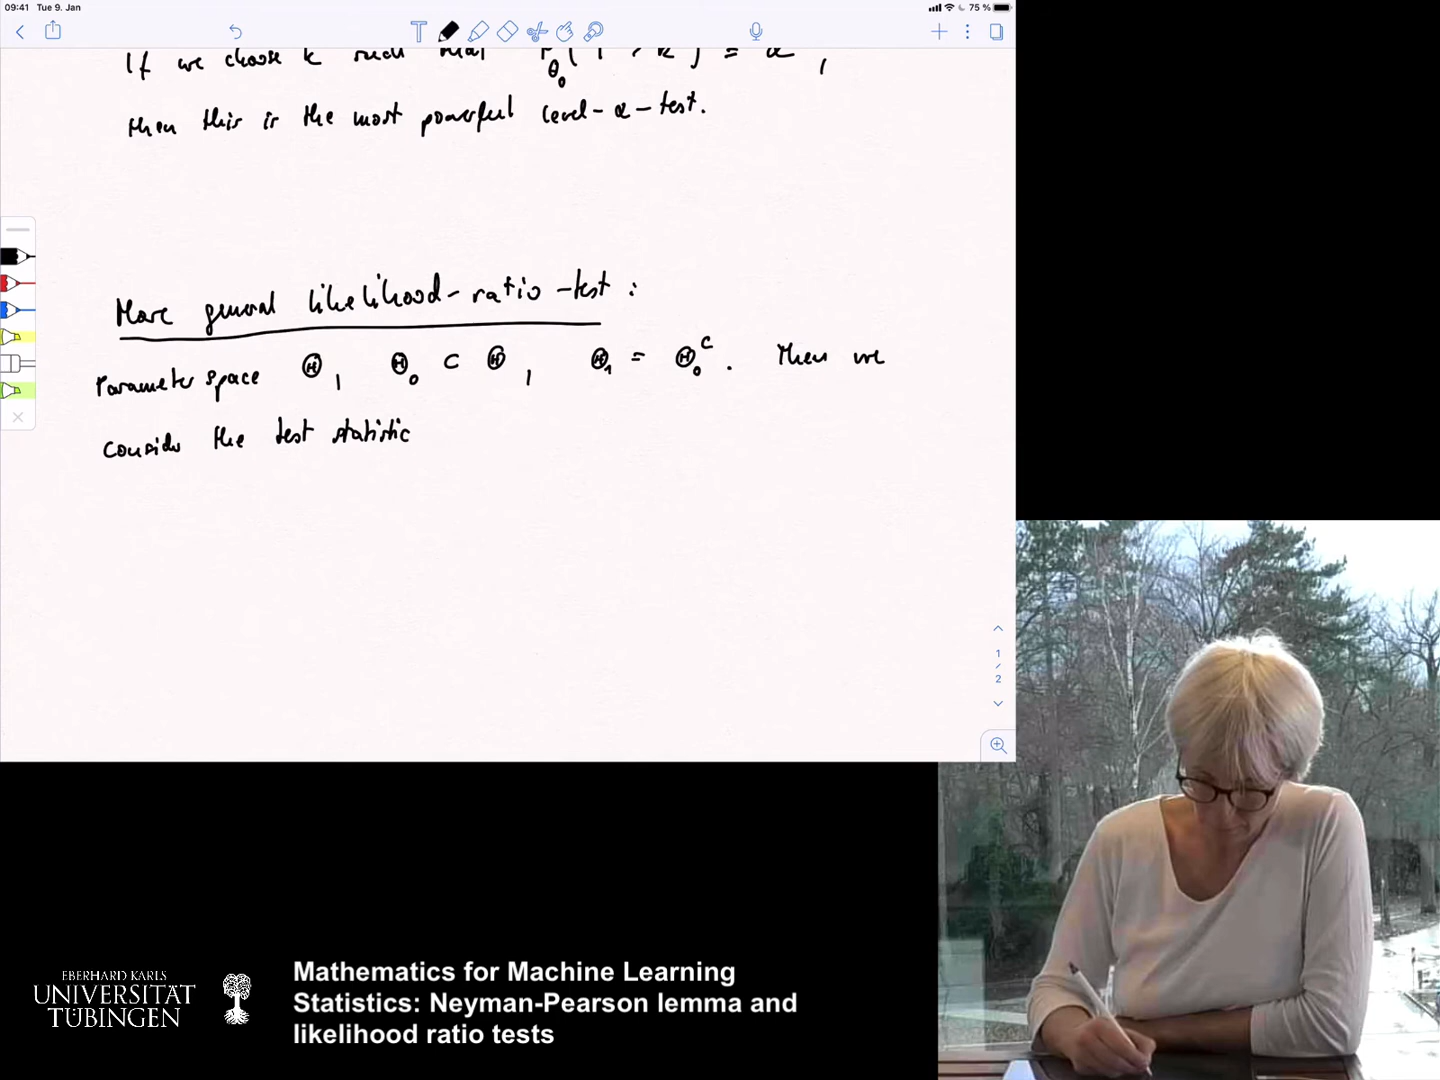 09:41 Tue 9. Jan
75 %
If we choose k such that P_θ₀ ( T > k ) = α ,
then this is the most powerful level-α-test.
More general likelihood-ratio-test :
Parameter space Θ , Θ₀ ⊂ Θ , Θ₁ = Θ₀ᶜ . Then we
consider the test statistic
1
/
2
EBERHARD KARLS
UNIVERSITÄT
TÜBINGEN
Mathematics for Machine Learning
Statistics: Neyman-Pearson lemma and
likelihood ratio tests